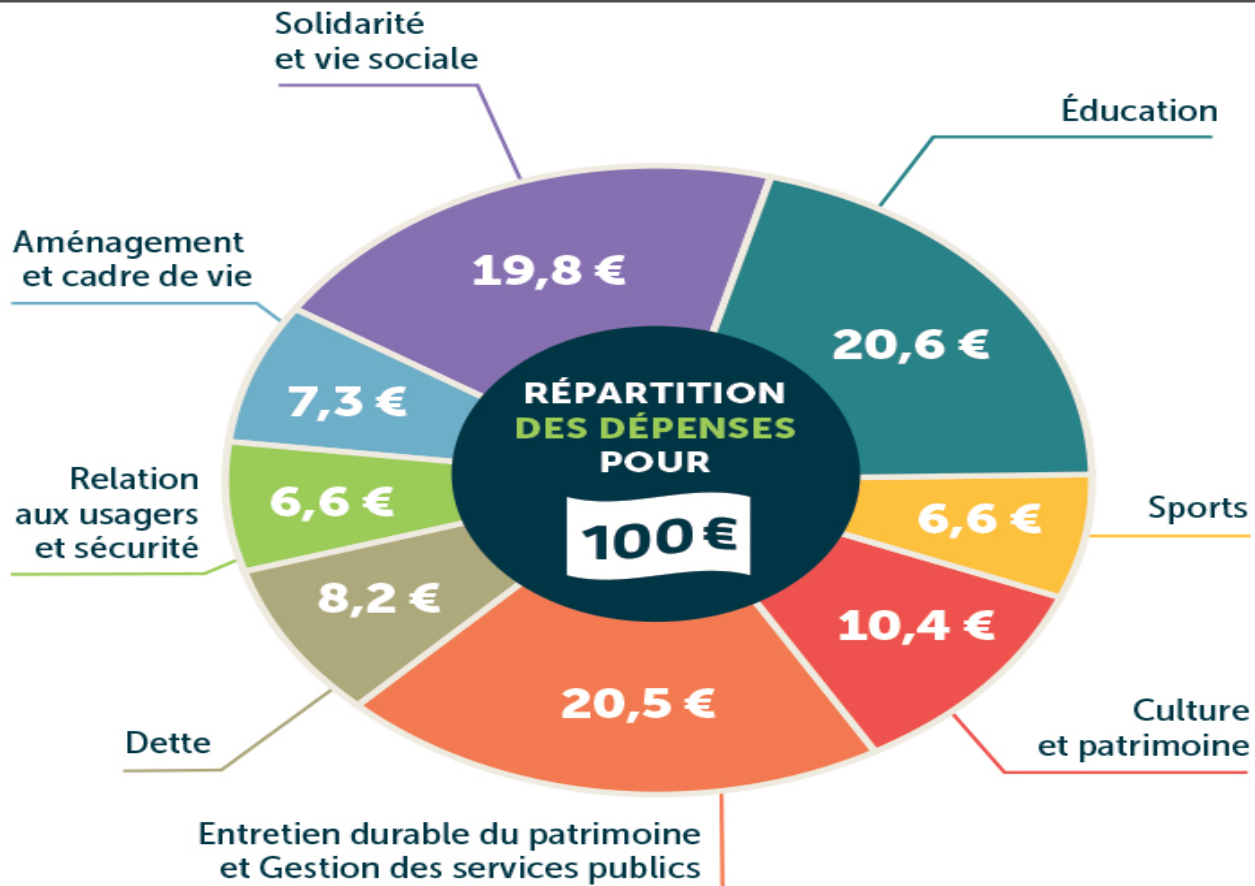 Solidarité
et vie sociale
Éducation
Aménagement
et cadre de vie
19,8 €
20,6 €
7,3 €
RÉPARTITION
DES DÉPENSES
POUR
100 €
Relation
aux usagers
et sécurité
6,6 €
6,6 €
Sports
8,2 €
10,4 €
20,5 €
Dette
Culture
et patrimoine
Entretien durable du patrimoine
et Gestion des services publics